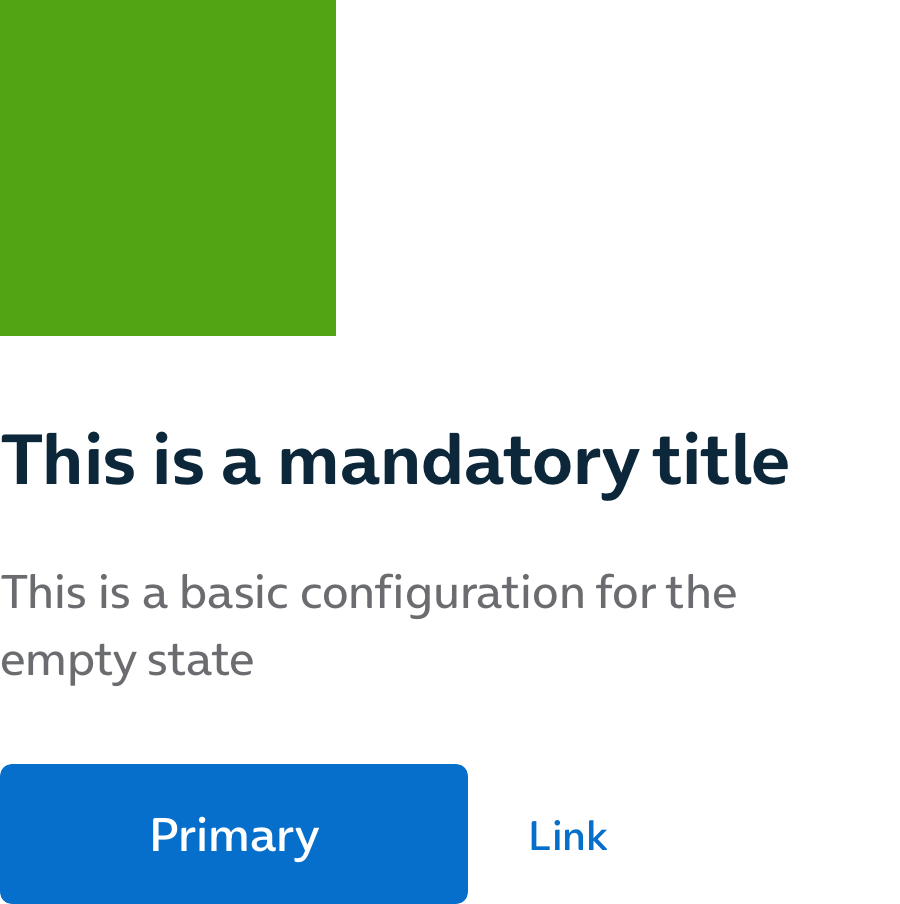 This is a mandatory title
This is a basic configuration for the
empty state
Primary
Link